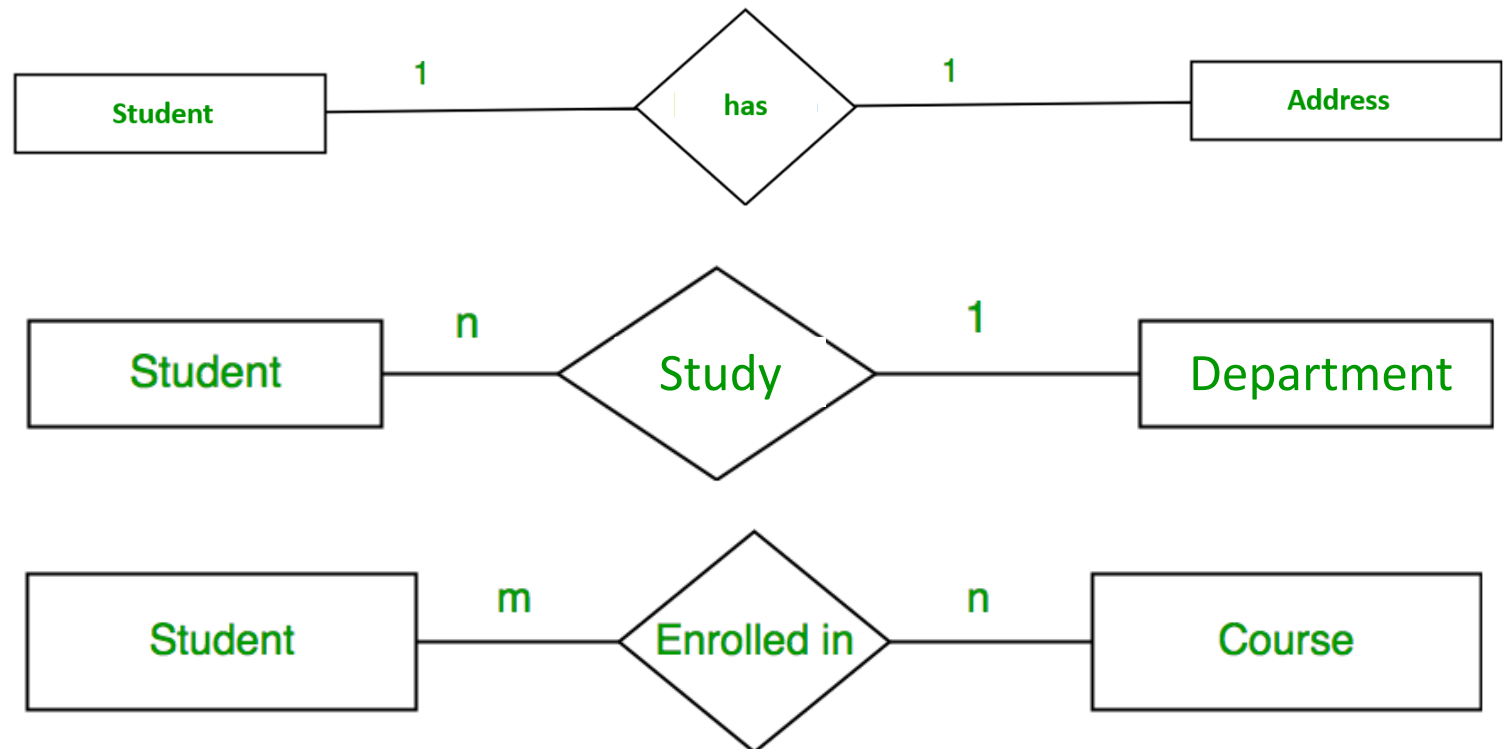 1
1
Student
has
Address
n
1
Student
Study
Department
m
n
Student
Enrolled in
Course